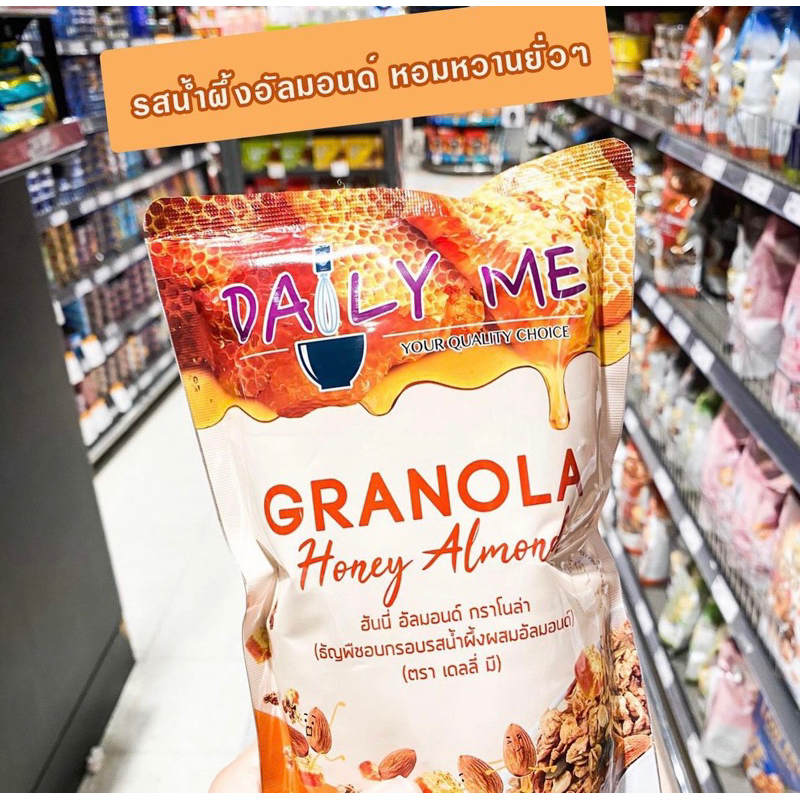 รสน้ำผึ้งอัลมอนด์ หอมหวานยั่วๆ
DAILY ME
YOUR QUALITY CHOICE
GRANOLA
Honey Almond
ฮันนี่ อัลมอนด์ กราโนล่า
(ธัญพืชอบกรอบรสน้ำผึ้งผสมอัลมอนด์)
(ตรา เดลลี่ มี)